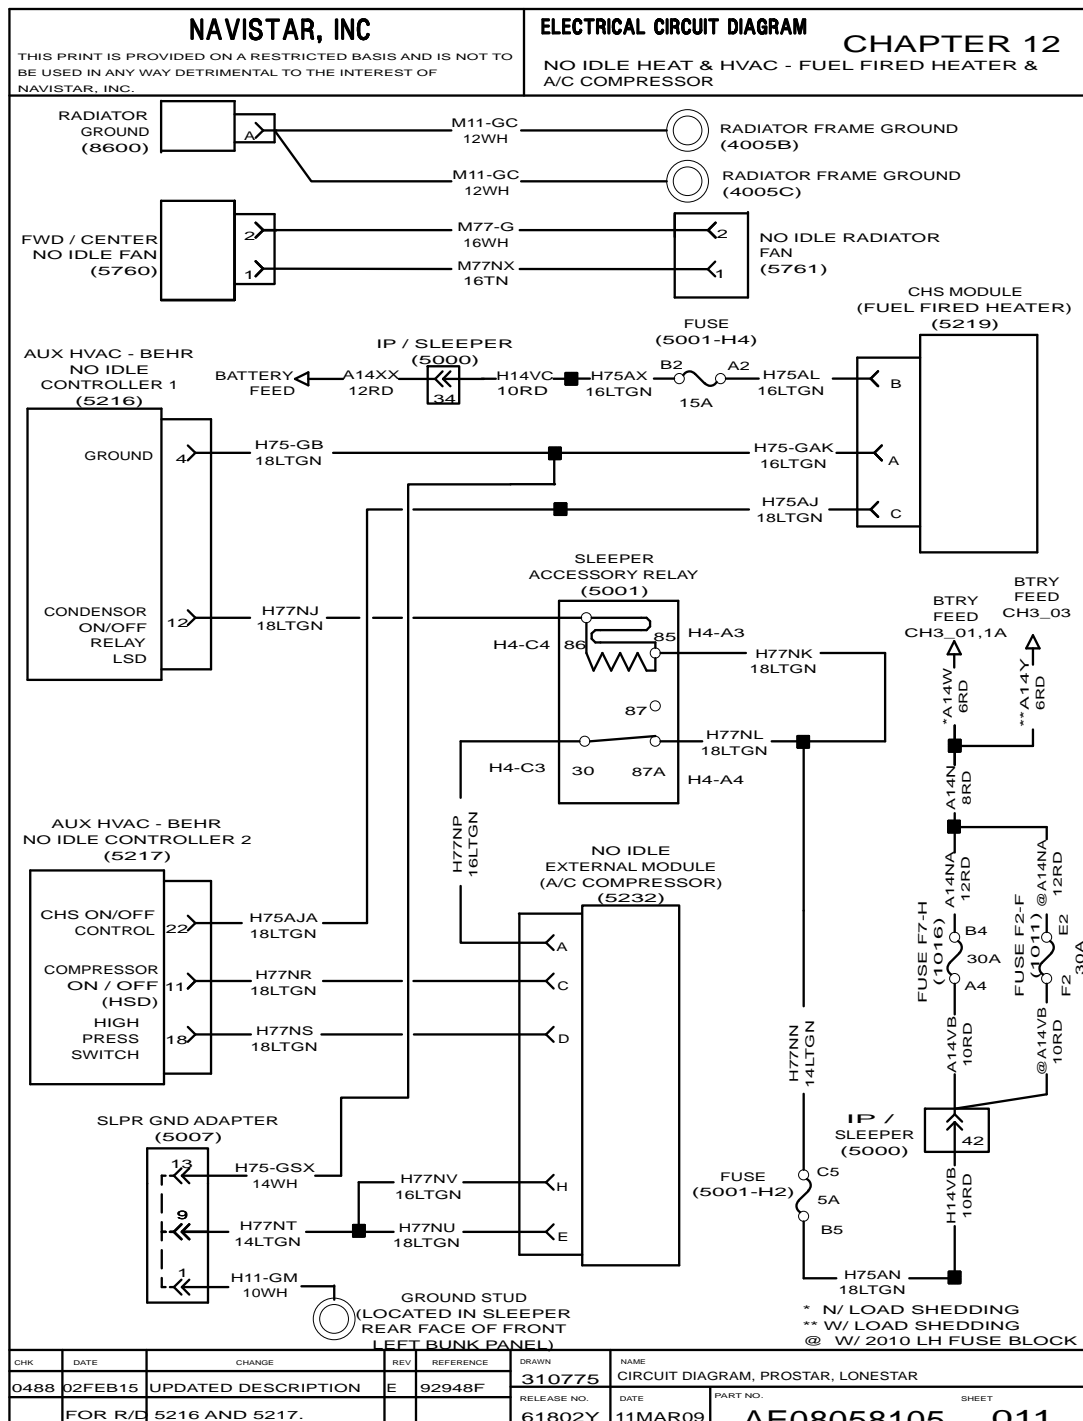 NAVISTAR, INC
THIS PRINT IS PROVIDED ON A RESTRICTED BASIS AND IS NOT TO
BE USED IN ANY WAY DETRIMENTAL TO THE INTEREST OF
NAVISTAR, INC.
ELECTRICAL CIRCUIT DIAGRAM
CHAPTER 12
NO IDLE HEAT & HVAC - FUEL FIRED HEATER &
A/C COMPRESSOR
RADIATOR
GROUND
(8600)
A
M11-GC
12WH
RADIATOR FRAME GROUND
(4005B)
M11-GC
12WH
RADIATOR FRAME GROUND
(4005C)
FWD / CENTER
NO IDLE FAN
(5760)
2
1
M77-G
16WH
M77NX
16TN
2
1
NO IDLE RADIATOR
FAN
(5761)
CHS MODULE
(FUEL FIRED HEATER)
(5219)
AUX HVAC - BEHR
NO IDLE
CONTROLLER 1
(5216)
BATTERY
FEED
A14XX
12RD
IP / SLEEPER
(5000)
34
H14VC
10RD
H75AX
16LTGN
FUSE
(5001-H4)
B2
A2
15A
H75AL
16LTGN
B
GROUND
4
H75-GB
18LTGN
H75-GAK
16LTGN
A
H75AJ
18LTGN
C
CONDENSOR
ON/OFF
RELAY
LSD
12
H77NJ
18LTGN
SLEEPER
ACCESSORY RELAY
(5001)
H4-C4
86
85
H4-A3
H77NK
18LTGN
87
H77NL
18LTGN
H4-C3
30
87A
H4-A4
H77NP
16LTGN
BTRY
FEED
CH3_01,1A
BTRY
FEED
CH3_03
*A14W
6RD
**A14Y
6RD
A14N
8RD
A14NA
12RD
@A14NA
12RD
FUSE F7-H
(1016)
B4
30A
A4
FUSE F2-F
(1011)
E2
30A
F2
A14VB
10RD
@A14VB
10RD
IP /
SLEEPER
(5000)
42
H14VB
10RD
AUX HVAC - BEHR
NO IDLE CONTROLLER 2
(5217)
CHS ON/OFF
CONTROL
22
H75AJA
18LTGN
COMPRESSOR
ON / OFF
(HSD)
11
H77NR
18LTGN
HIGH
PRESS
SWITCH
18
H77NS
18LTGN
NO IDLE
EXTERNAL MODULE
(A/C COMPRESSOR)
(5232)
A
C
D
H
E
H77NN
14LTGN
FUSE
(5001-H2)
C5
5A
B5
H75AN
18LTGN
SLPR GND ADAPTER
(5007)
13
H75-GSX
14WH
9
H77NT
14LTGN
H77NV
16LTGN
H77NU
18LTGN
1
H11-GM
10WH
GROUND STUD
(LOCATED IN SLEEPER
REAR FACE OF FRONT
LEFT BUNK PANEL)
* N/ LOAD SHEDDING
** W/ LOAD SHEDDING
@ W/ 2010 LH FUSE BLOCK
CHK DATE CHANGE REV REFERENCE
0488 02FEB15 UPDATED DESCRIPTION E 92948F
FOR R/D 5216 AND 5217.
DRAWN
310775
NAME
CIRCUIT DIAGRAM, PROSTAR, LONESTAR
RELEASE NO.
61802Y
DATE
11MAR09
PART NO.
AE08058105
SHEET
011